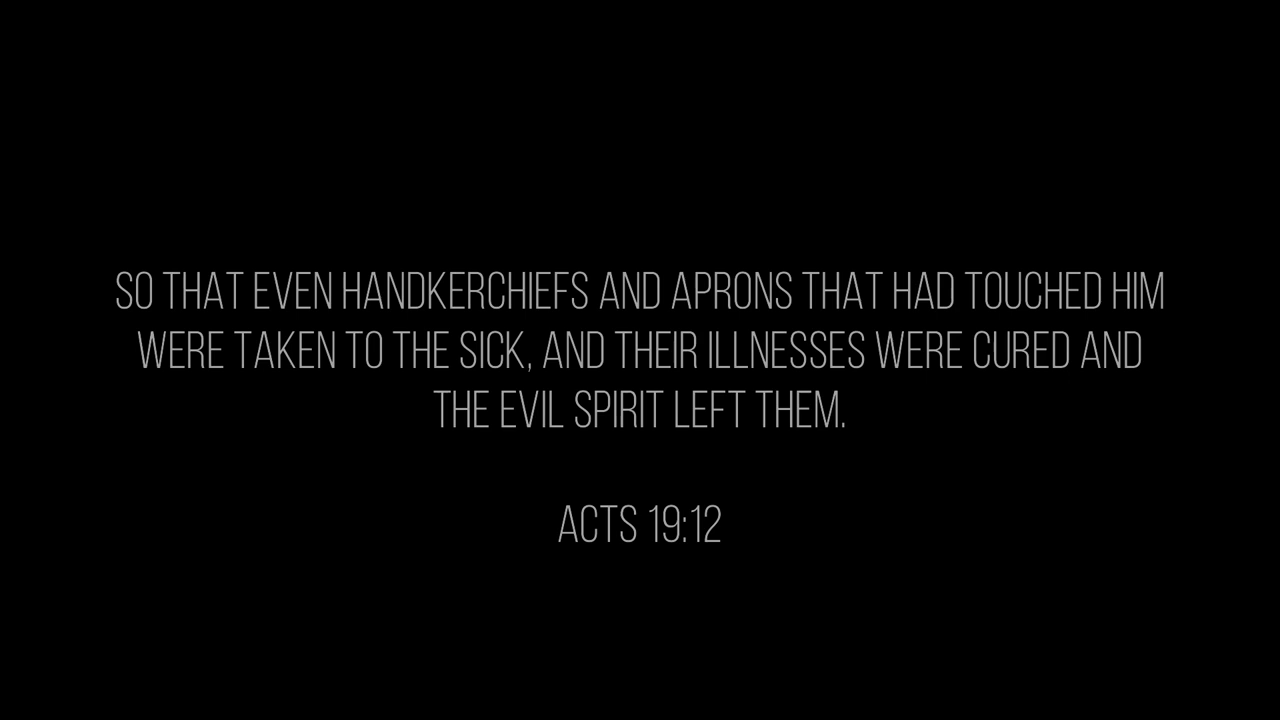 SO THAT EVEN HANDKERCHIEFS AND APRONS THAT HAD TOUCHED HIM
WERE TAKEN TO THE SICK, AND THEIR ILLNESSES WERE CURED AND
THE EVIL SPIRIT LEFT THEM.
ACTS 19:12